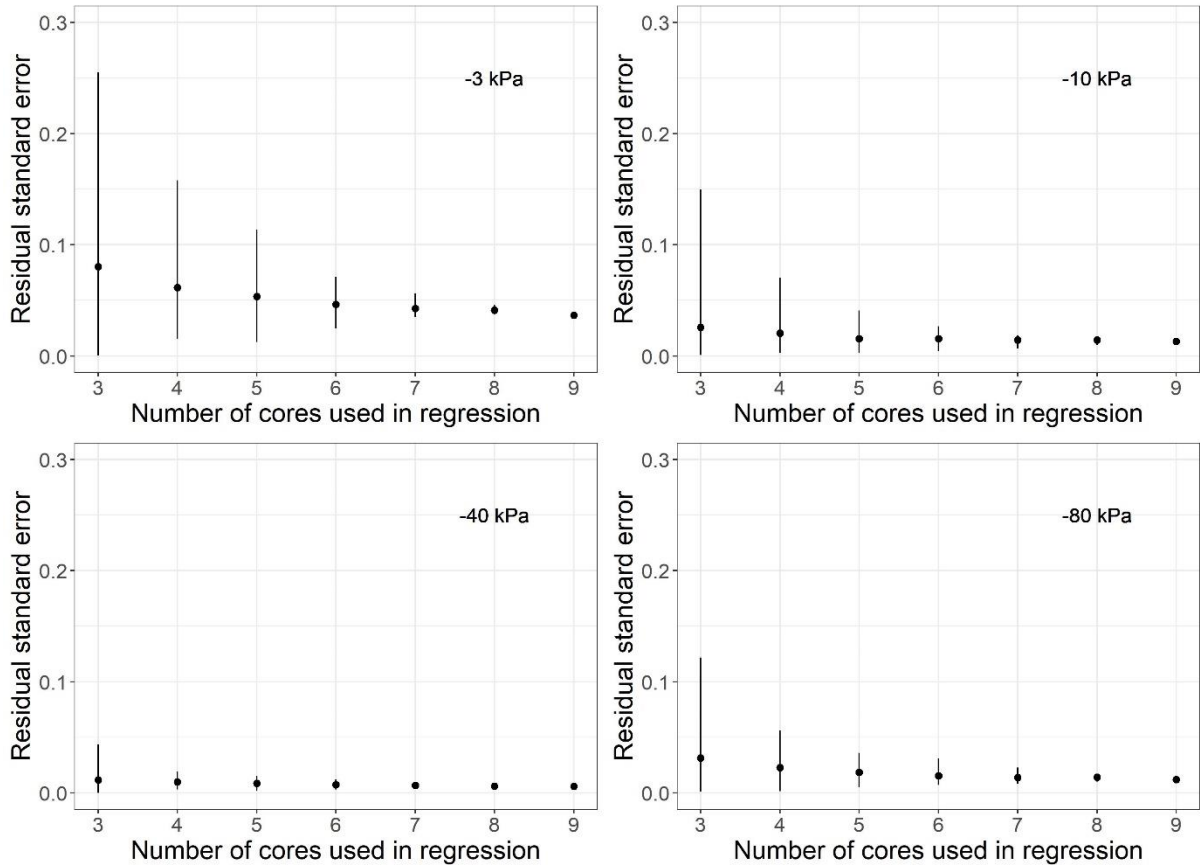 0.3
0.2
0.1
0.0
Residual standard error
-3 kPa
3 4 5 6 7 8 9
Number of cores used in regression
0.3
0.2
0.1
0.0
Residual standard error
-10 kPa
3 4 5 6 7 8 9
Number of cores used in regression
0.3
0.2
0.1
0.0
Residual standard error
-40 kPa
3 4 5 6 7 8 9
Number of cores used in regression
0.3
0.2
0.1
0.0
Residual standard error
-80 kPa
3 4 5 6 7 8 9
Number of cores used in regression